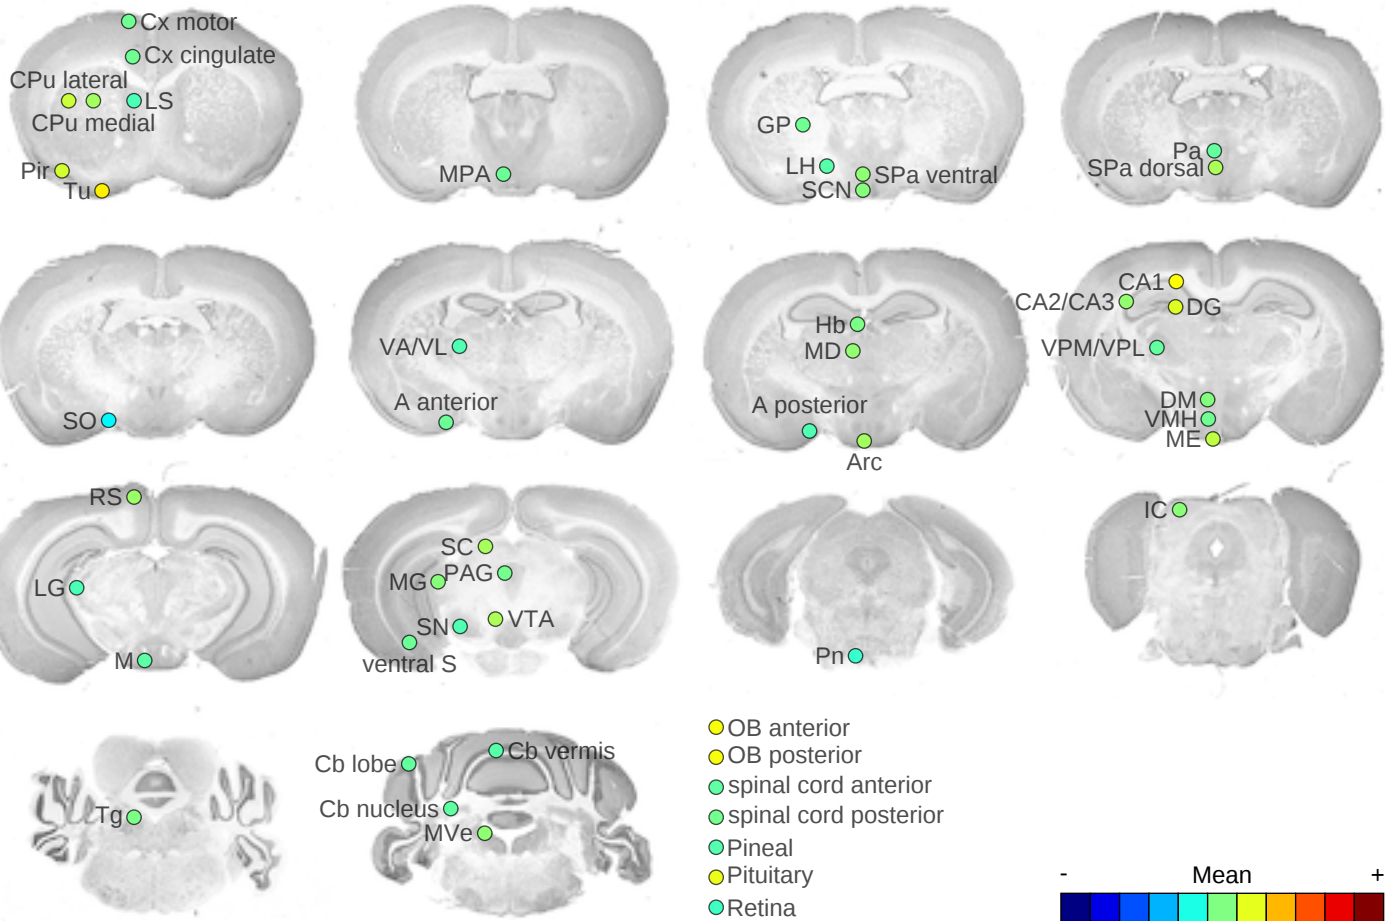 Cx motor
Cx cingulate
CPu lateral
LS
CPu medial
Pir
Tu
MPA
GP
LH
SPa ventral
SCN
Pa
SPa dorsal
SO
VA/VL
A anterior
Hb
MD
A posterior
Arc
CA1
CA2/CA3
DG
VPM/VPL
DM
VMH
ME
RS
LG
M
SC
PAG
MG
VTA
SN
ventral S
Pn
IC
Tg
Cb vermis
Cb lobe
Cb nucleus
MVe
OB anterior
OB posterior
spinal cord anterior
spinal cord posterior
Pineal
Pituitary
Retina
- Mean +